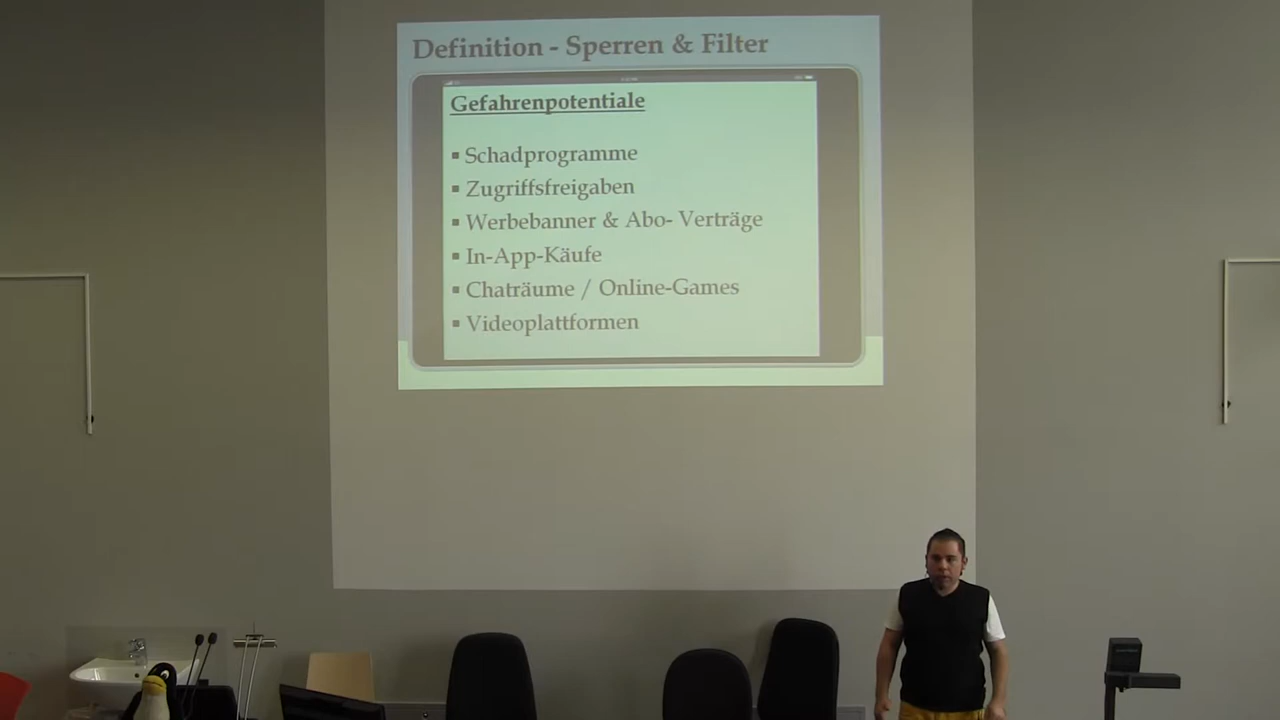 Definition - Sperren & Filter
Gefahrenpotentiale
▪ Schadprogramme
▪ Zugriffsfreigaben
▪ Werbebanner & Abo- Verträge
▪ In-App-Käufe
▪ Chaträume / Online-Games
▪ Videoplattformen